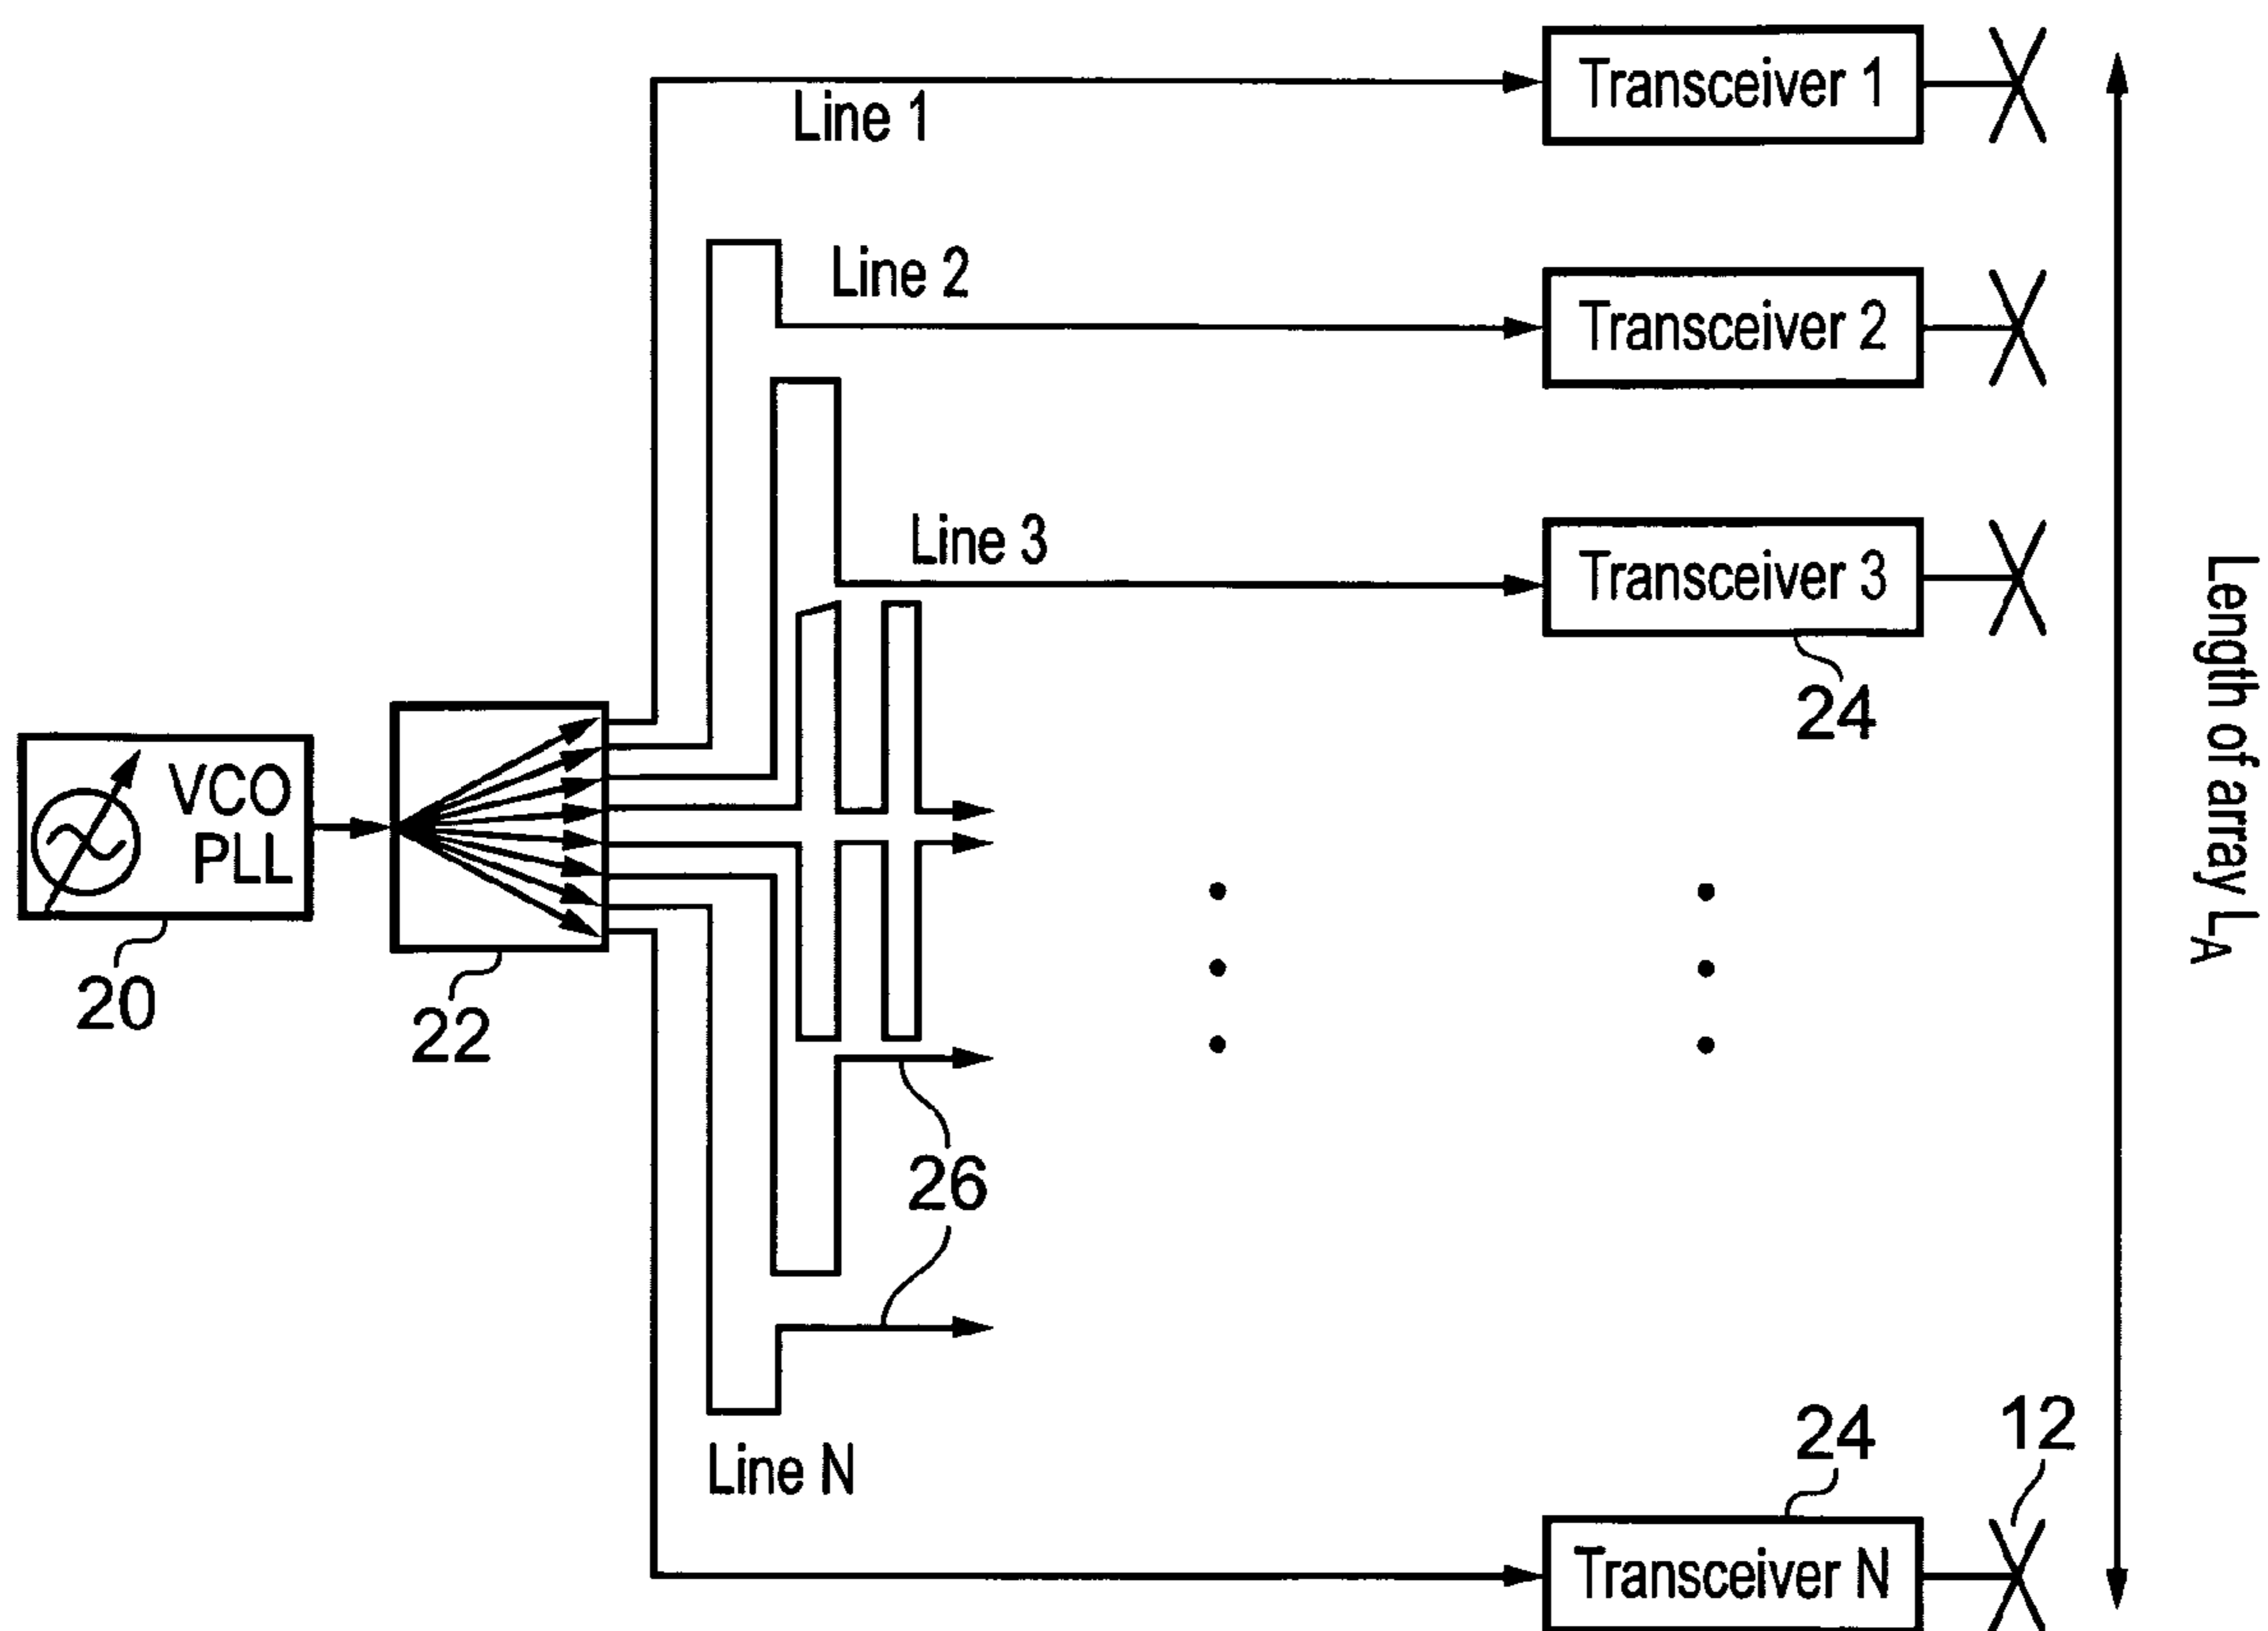 Transceiver 1
Line 1
Line 2
Transceiver 2
Line 3
Transceiver 3
24
VCO
PLL
20
22
26
Length of array LA
Line N
24
12
Transceiver N